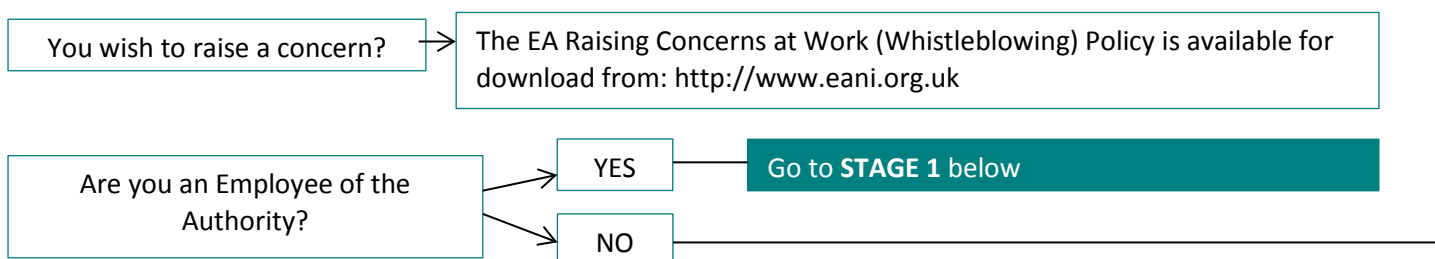 You wish to raise a concern?
The EA Raising Concerns at Work (Whistleblowing) Policy is available for
download from: http://www.eani.org.uk
Are you an Employee of the
Authority?
YES
Go to STAGE 1 below
NO